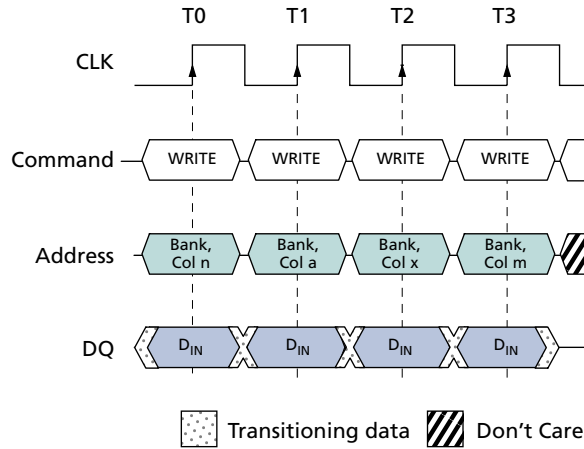 T0 T1 T2 T3
CLK
Command WRITE WRITE WRITE WRITE
Address Bank, Col n Bank, Col a Bank, Col x Bank, Col m
DQ DIN DIN DIN DIN
Transitioning data Don't Care